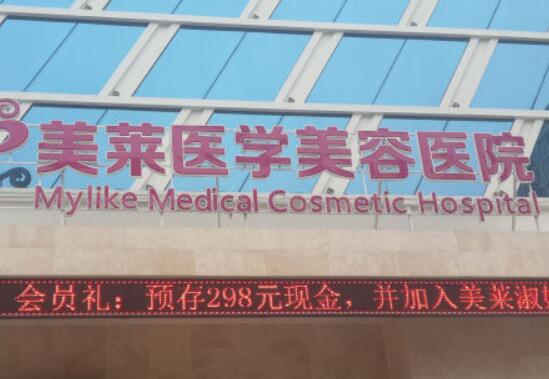 美莱医学美容医院
Mylike Medical Cosmetic Hospital
会员礼：预存298元现金，并加入美莱淑